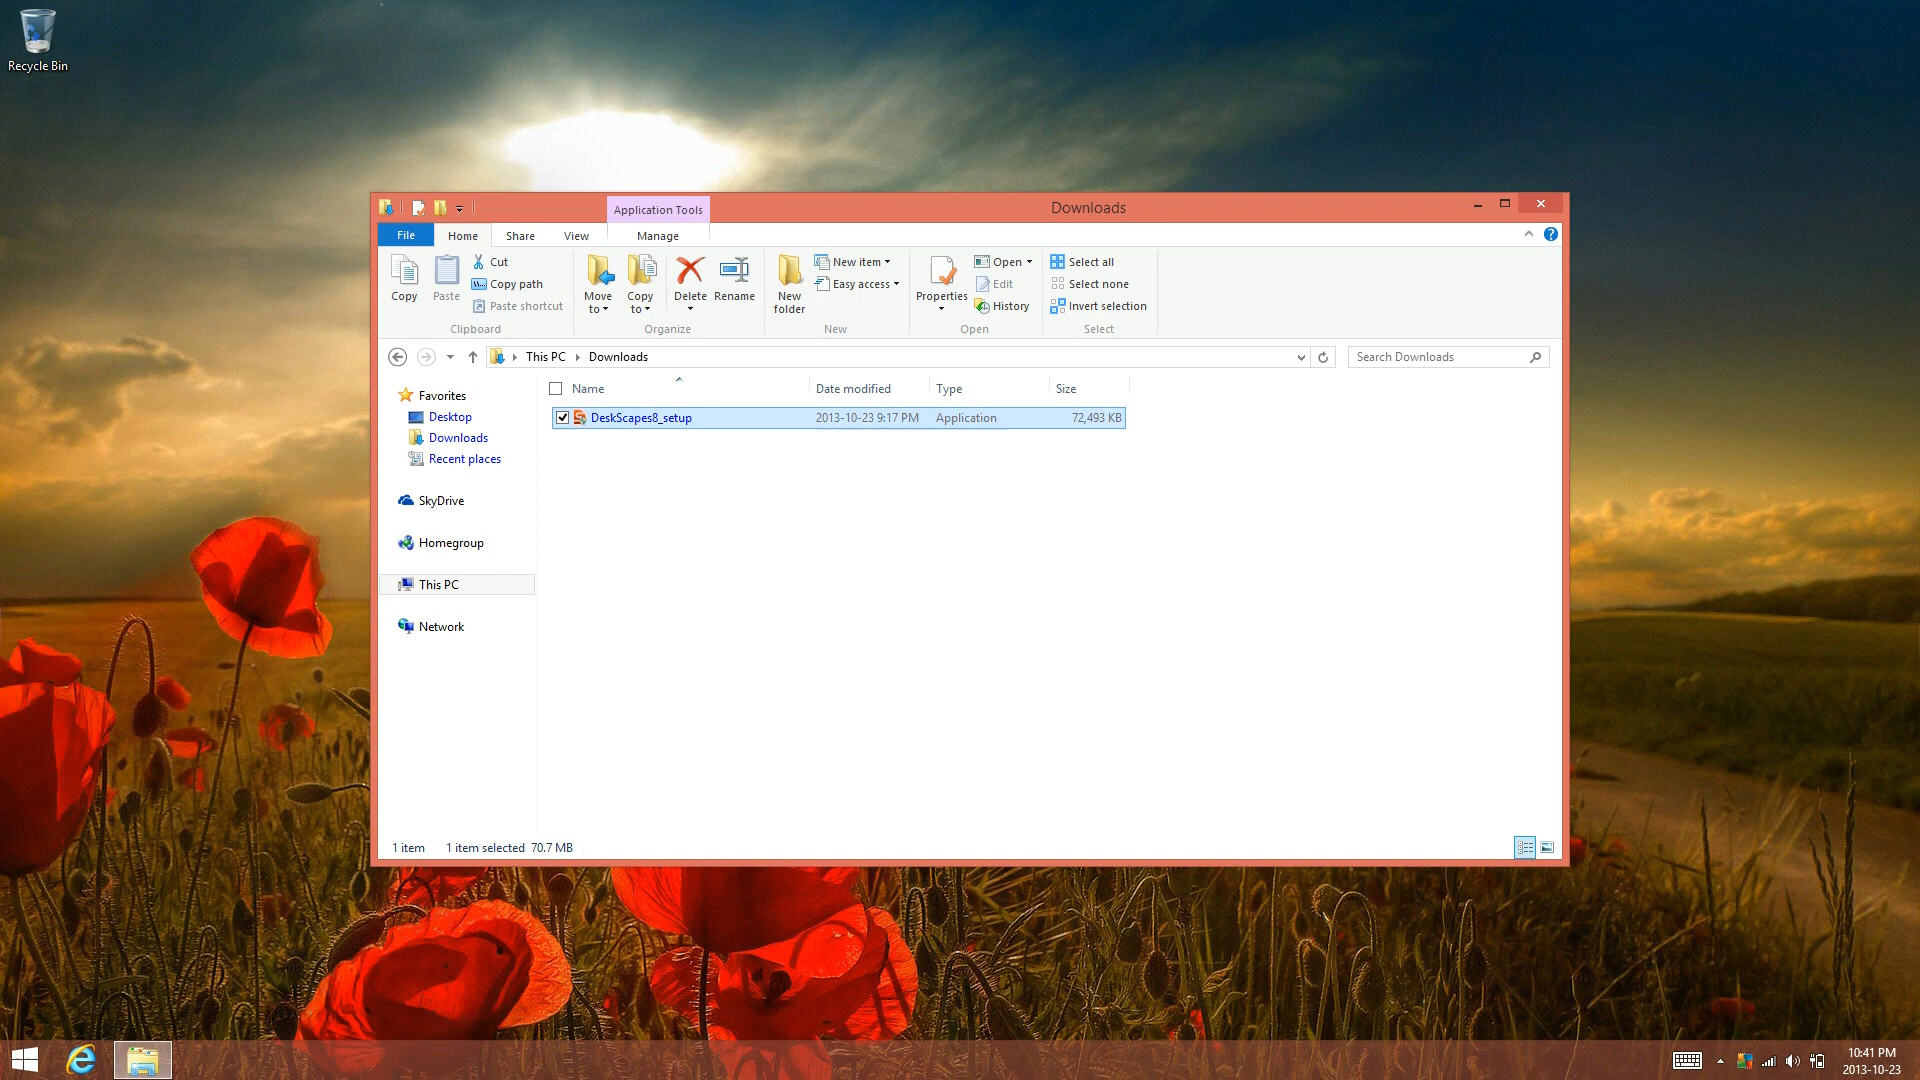 Recycle Bin
Application Tools
Downloads
File
Home
Share
View
Manage
Copy
Paste
Cut
Copy path
Paste shortcut
Clipboard
Move to
Copy to
Delete
Rename
Organize
New folder
New item
Easy access
New
Properties
Open
Edit
History
Open
Select all
Select none
Invert selection
Select
This PC
Downloads
Search Downloads
Favorites
Desktop
Downloads
Recent places
SkyDrive
Homegroup
This PC
Network
Name
Date modified
Type
Size
DeskScapes8_setup
2013-10-23 9:17 PM
Application
72,493 KB
1 item
1 item selected 70.7 MB
10:41 PM
2013-10-23